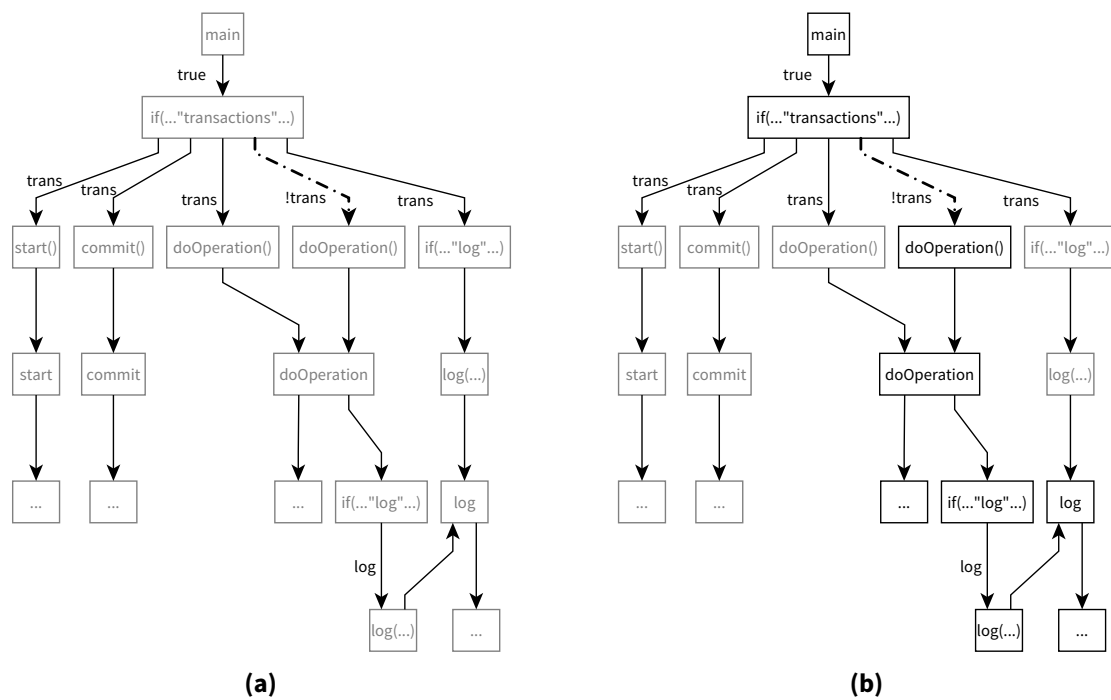 main
true
if(..."transactions"...)
trans
trans
trans
!trans
trans
start()
commit()
doOperation()
doOperation()
if(..."log"...)
start
commit
doOperation
log(...)
...
...
...
if(..."log"...)
log
log
log(...)
...
(a)
main
true
if(..."transactions"...)
trans
trans
trans
!trans
trans
start()
commit()
doOperation()
doOperation()
if(..."log"...)
start
commit
doOperation
log(...)
...
...
...
if(..."log"...)
log
log
log(...)
...
(b)